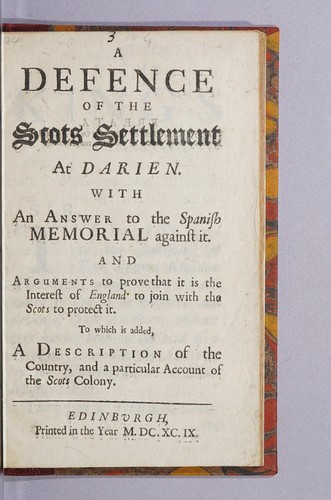 3
A
DEFENCE
OF THE
Scots Settlement
At DARIEN.
WITH
An ANSWER to the Spaniſh
MEMORIAL againſt it.
AND
ARGUMENTS to prove that it is the
Intereſt of England to join with the
Scots to protect it.
To which is added,
A DESCRIPTION of the
Country, and a particular Account of
the Scots Colony.
EDINBVRGH,
Printed in the Year M. DC. XC. IX.